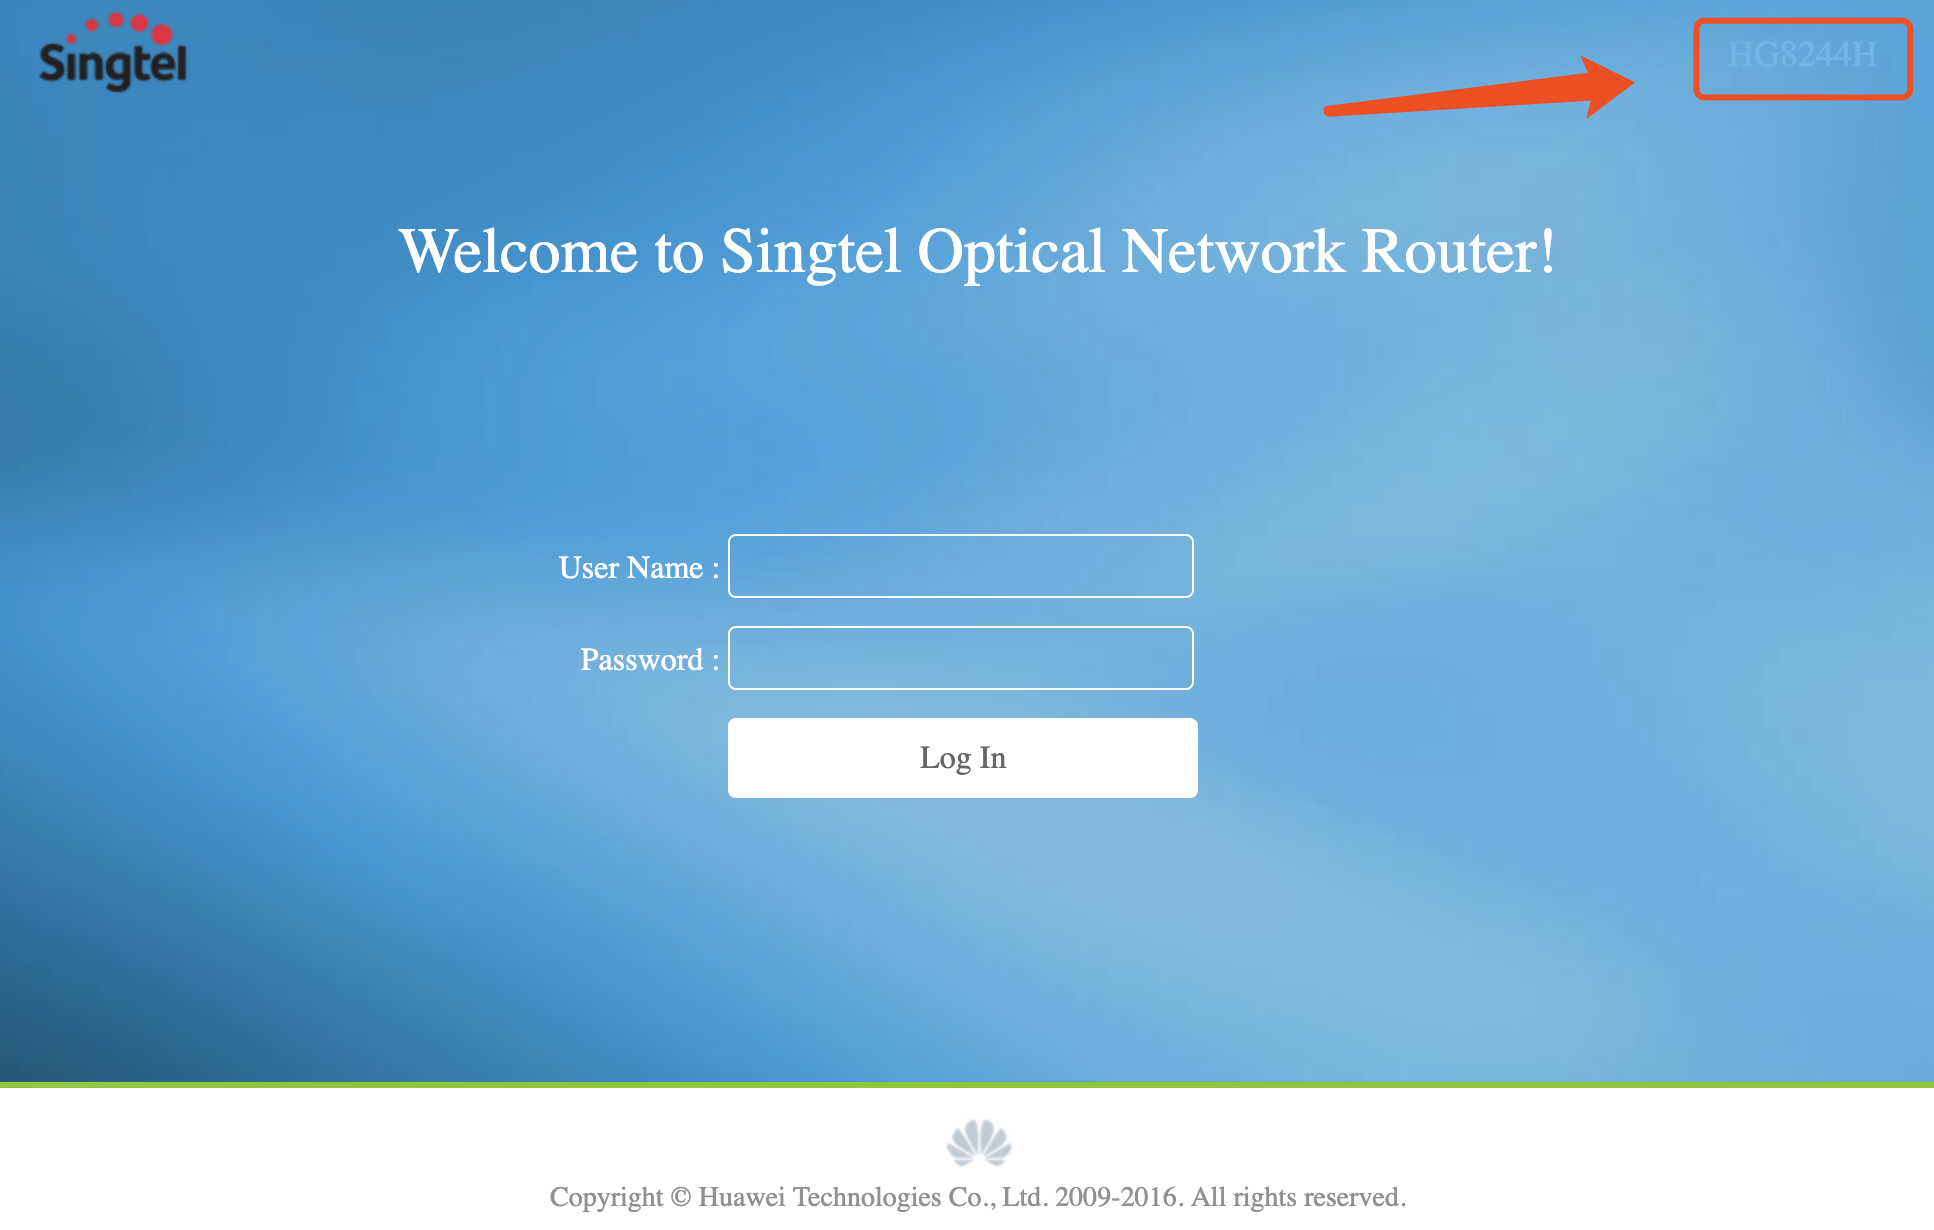 Singtel
HG8244H
Welcome to Singtel Optical Network Router!
User Name :
Password :
Log In
Copyright © Huawei Technologies Co., Ltd. 2009-2016. All rights reserved.